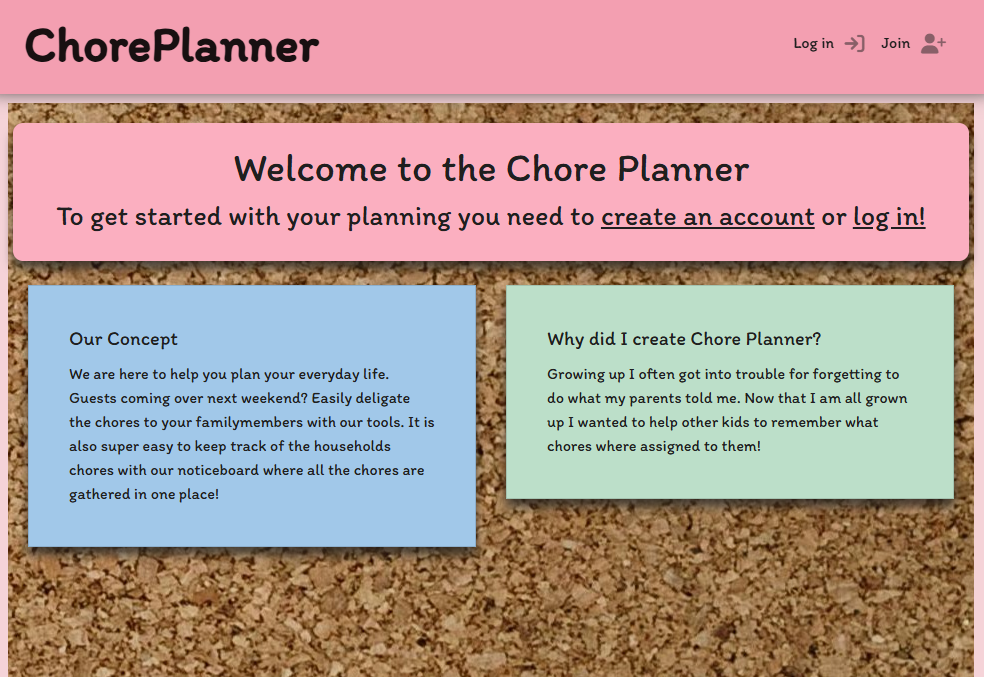 ChorePlanner
Log in
Join
Welcome to the Chore Planner
To get started with your planning you need to create an account or log in!
Our Concept
We are here to help you plan your everyday life.
Guests coming over next weekend? Easily deligate
the chores to your familymembers with our tools. It is
also super easy to keep track of the households
chores with our noticeboard where all the chores are
gathered in one place!
Why did I create Chore Planner?
Growing up I often got into trouble for forgetting to
do what my parents told me. Now that I am all grown
up I wanted to help other kids to remember what
chores where assigned to them!